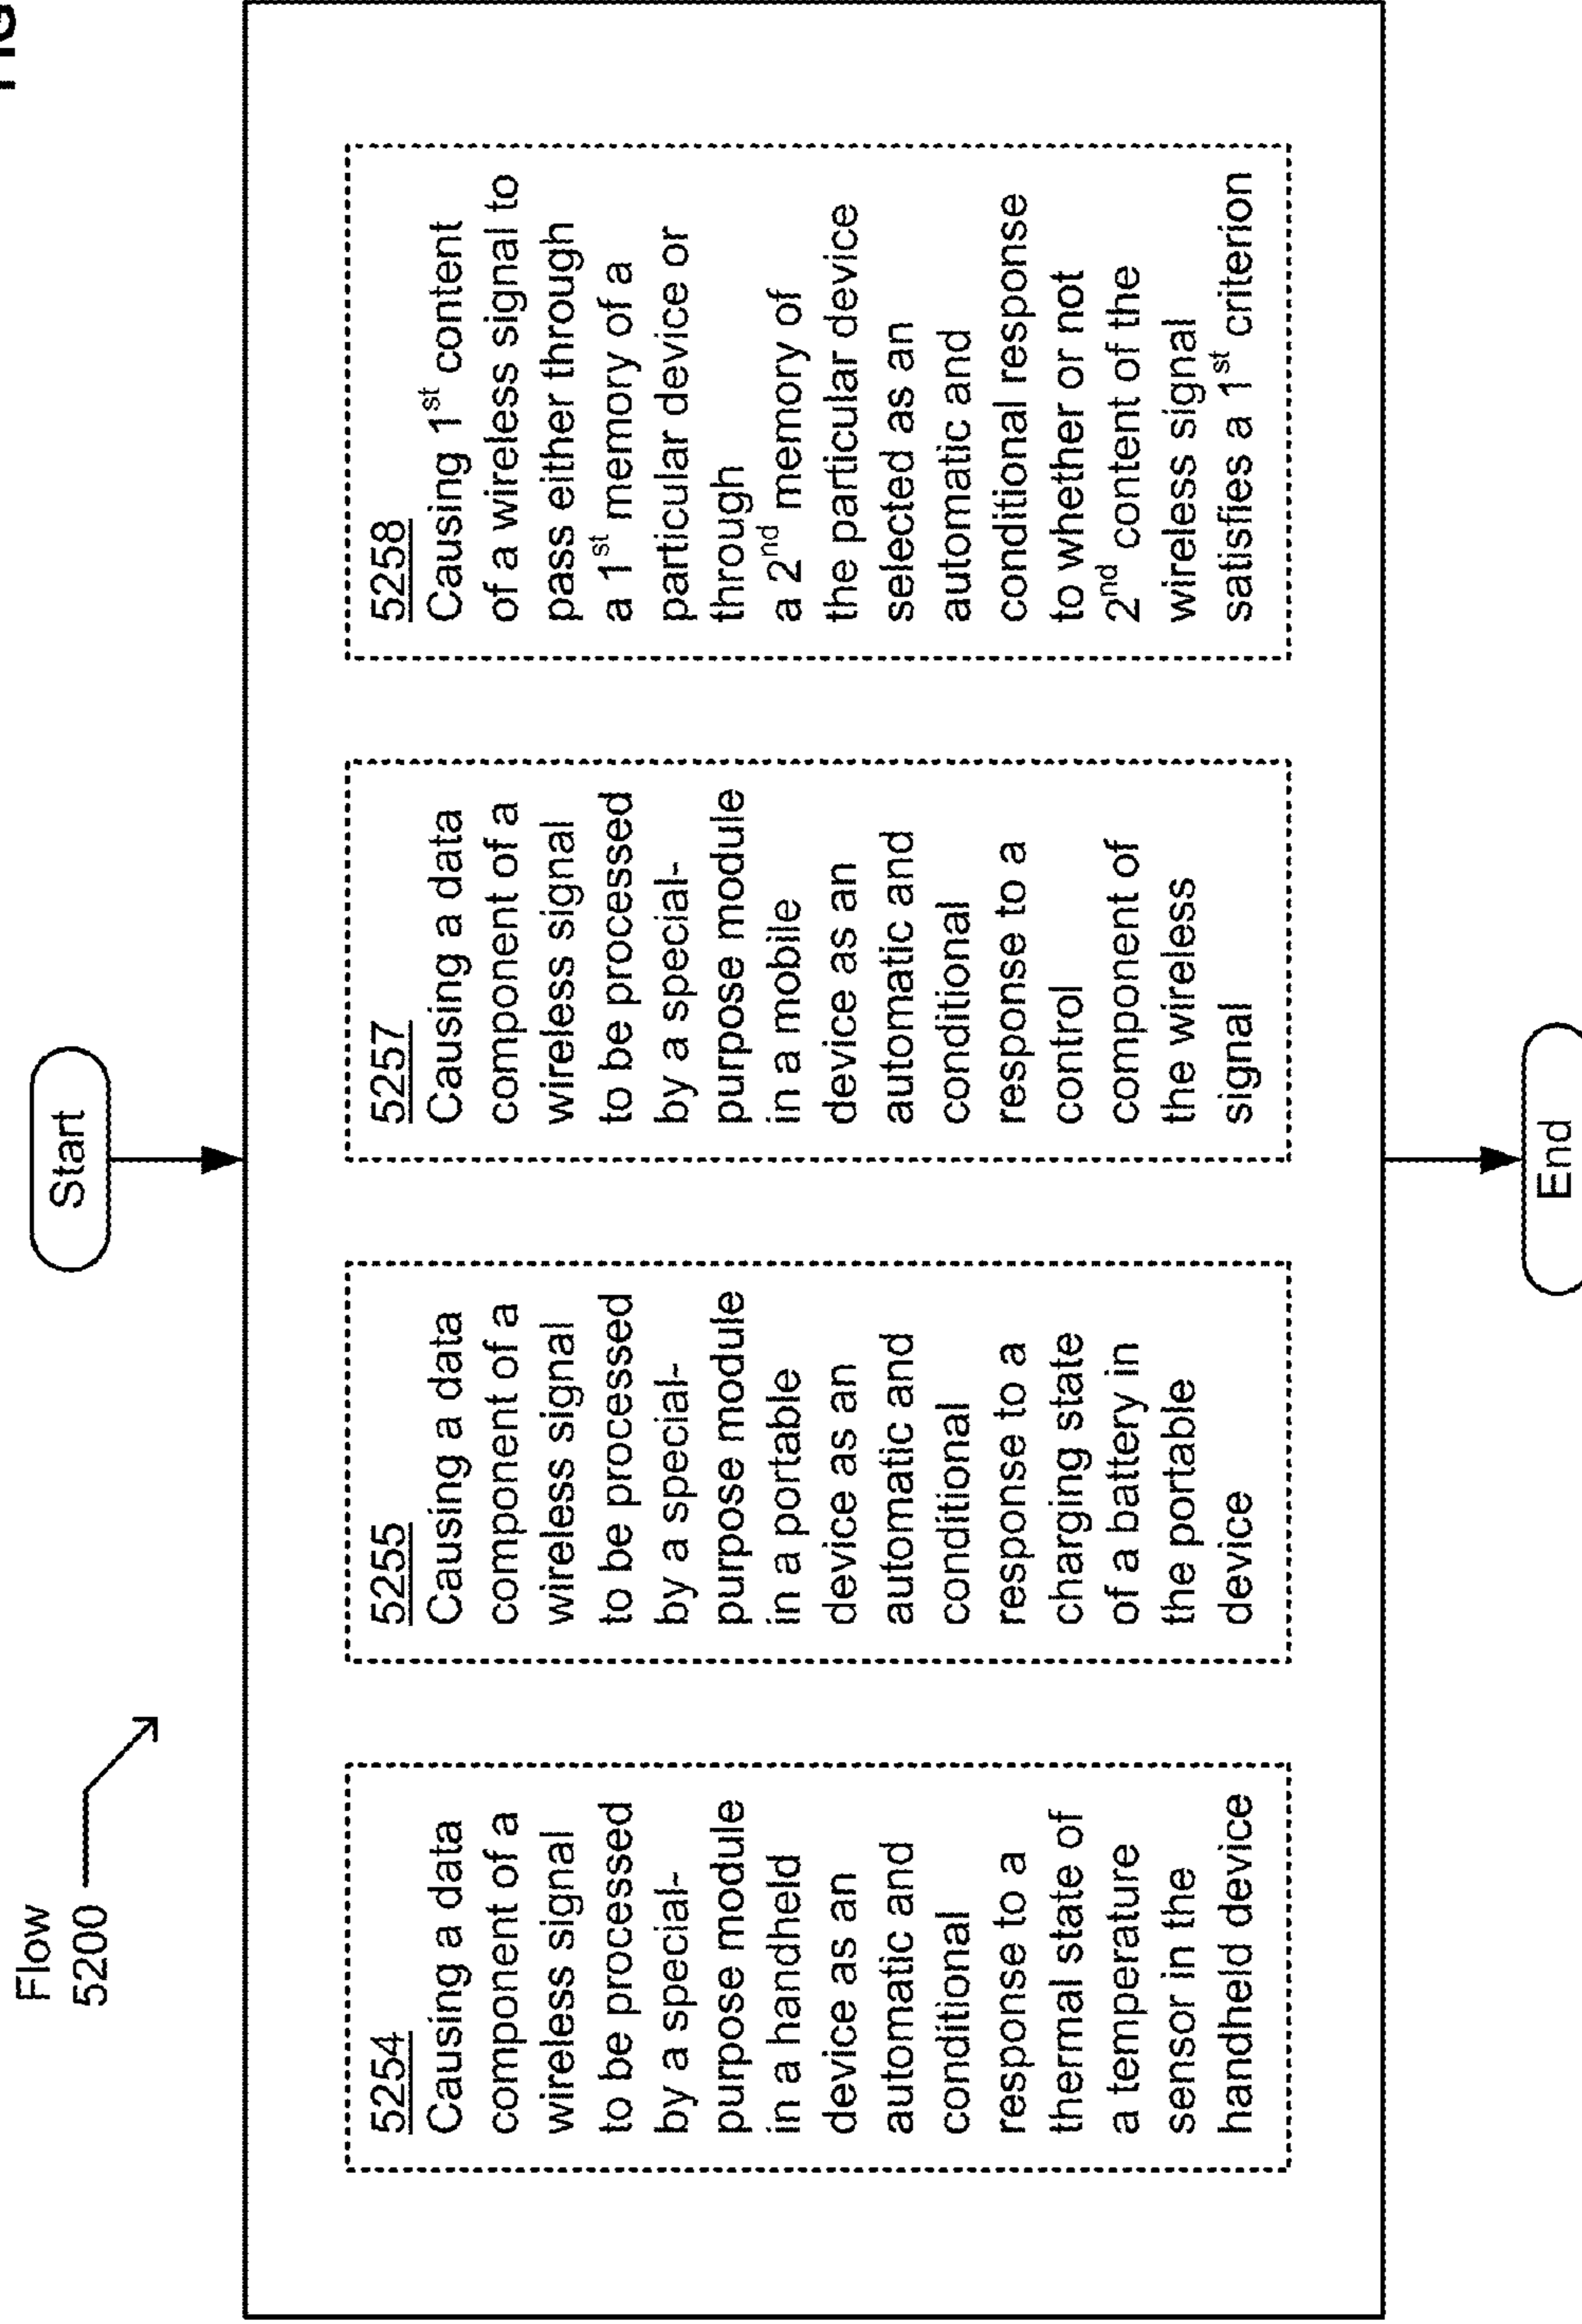 Flow
5200
Start
5254
Causing a data
component of a
wireless signal
to be processed
by a special-
purpose module
in a handheld
device as an
automatic and
conditional
response to a
thermal state of
a temperature
sensor in the
handheld device
5255
Causing a data
component of a
wireless signal
to be processed
by a special-
purpose module
in a portable
device as an
automatic and
conditional
response to a
charging state
of a battery in
the portable
device
5257
Causing a data
component of a
wireless signal
to be processed
by a special-
purpose module
in a mobile
device as an
automatic and
conditional
response to a
control
component of
the wireless
signal
5258
Causing 1st content
of a wireless signal to
pass either through
a 1st memory of a
particular device or
through
a 2nd memory of
the particular device
selected as an
automatic and
conditional response
to whether or not
2nd content of the
wireless signal
satisfies a 1st criterion
End